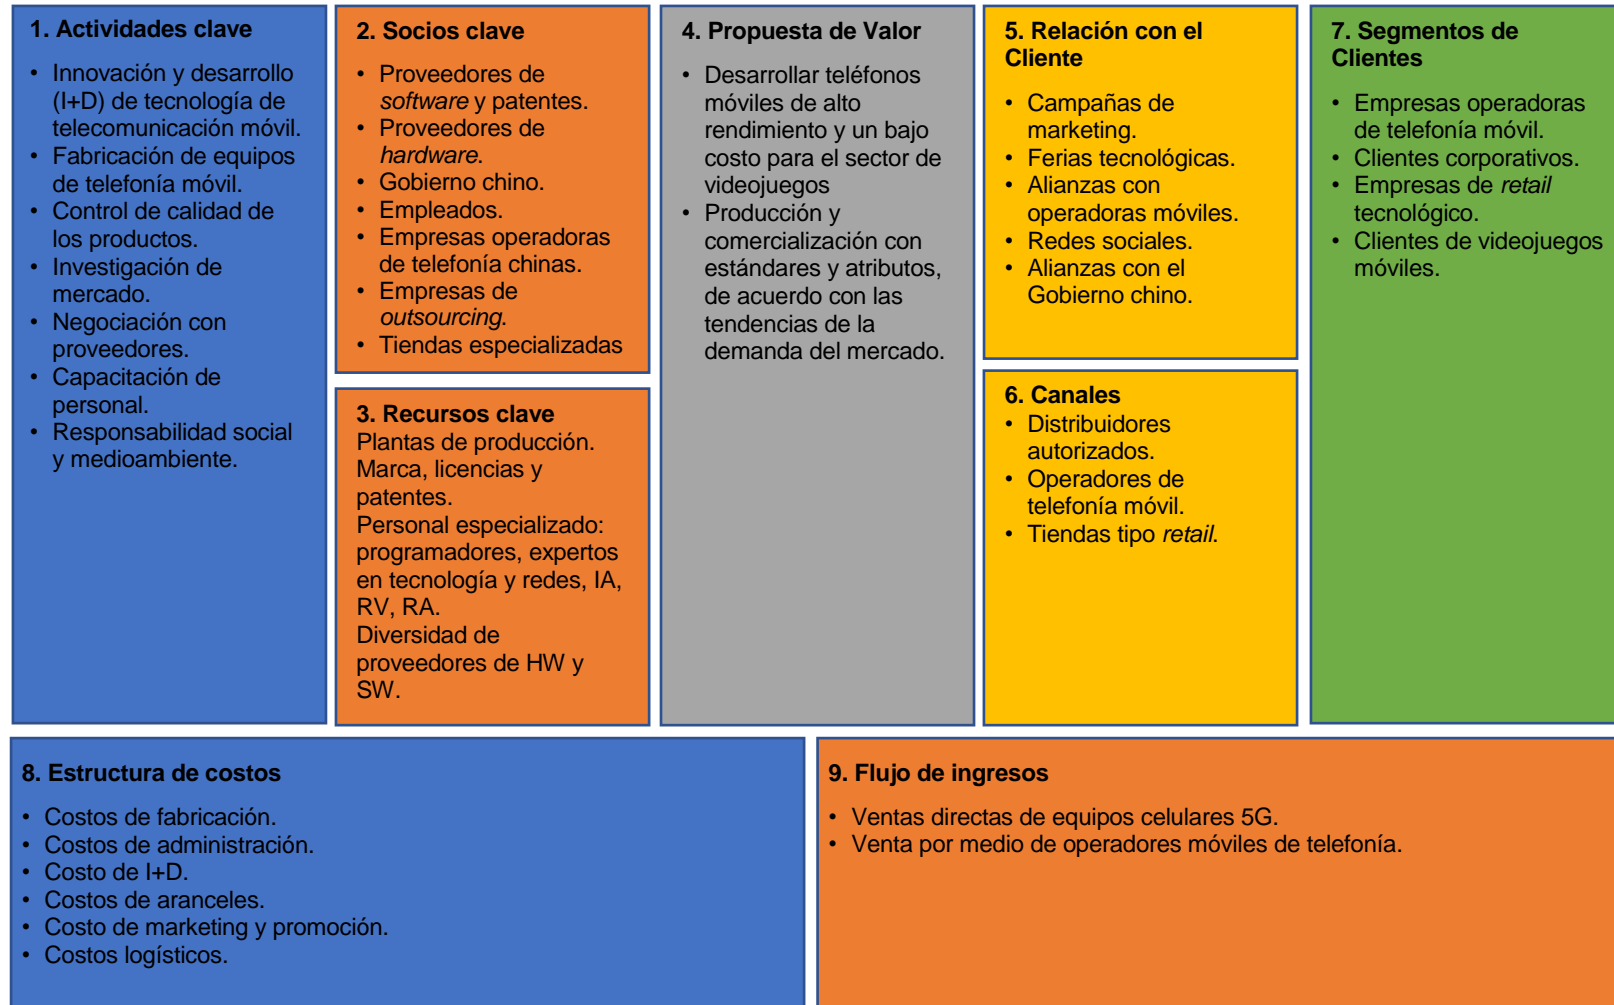 1. Actividades clave
• Innovación y desarrollo
(I+D) de tecnología de
telecomunicación móvil.
• Fabricación de equipos
de telefonía móvil.
• Control de calidad de
los productos.
• Investigación de
mercado.
• Negociación con
proveedores.
• Capacitación de
personal.
• Responsabilidad social
y medioambiente.
2. Socios clave
• Proveedores de
software y patentes.
• Proveedores de
hardware.
• Gobierno chino.
• Empleados.
• Empresas operadoras
de telefonía chinas.
• Empresas de
outsourcing.
• Tiendas especializadas
3. Recursos clave
Plantas de producción.
Marca, licencias y
patentes.
Personal especializado:
programadores, expertos
en tecnología y redes, IA,
RV, RA.
Diversidad de
proveedores de HW y
SW.
4. Propuesta de Valor
• Desarrollar teléfonos
móviles de alto
rendimiento y un bajo
costo para el sector de
videojuegos
• Producción y
comercialización con
estándares y atributos,
de acuerdo con las
tendencias de la
demanda del mercado.
5. Relación con el
Cliente
• Campañas de
marketing.
• Ferias tecnológicas.
• Alianzas con
operadoras móviles.
• Redes sociales.
• Alianzas con el
Gobierno chino.
6. Canales
• Distribuidores
autorizados.
• Operadores de
telefonía móvil.
• Tiendas tipo retail.
7. Segmentos de
Clientes
• Empresas operadoras
de telefonía móvil.
• Clientes corporativos.
• Empresas de retail
tecnológico.
• Clientes de videojuegos
móviles.
8. Estructura de costos
• Costos de fabricación.
• Costos de administración.
• Costo de I+D.
• Costos de aranceles.
• Costo de marketing y promoción.
• Costos logísticos.
9. Flujo de ingresos
• Ventas directas de equipos celulares 5G.
• Venta por medio de operadores móviles de telefonía.